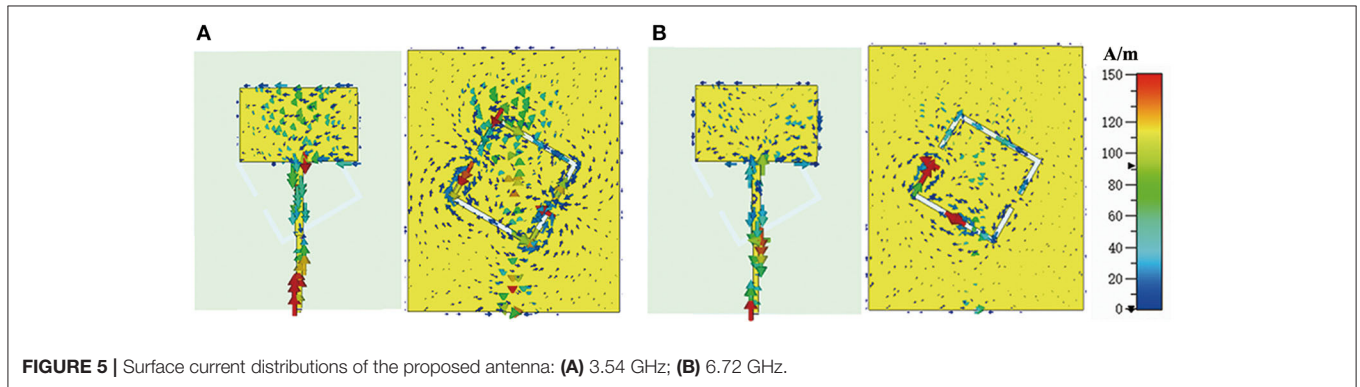 A
B
A/m
150
120
100
80
60
40
20
0
FIGURE 5 | Surface current distributions of the proposed antenna: (A) 3.54 GHz; (B) 6.72 GHz.